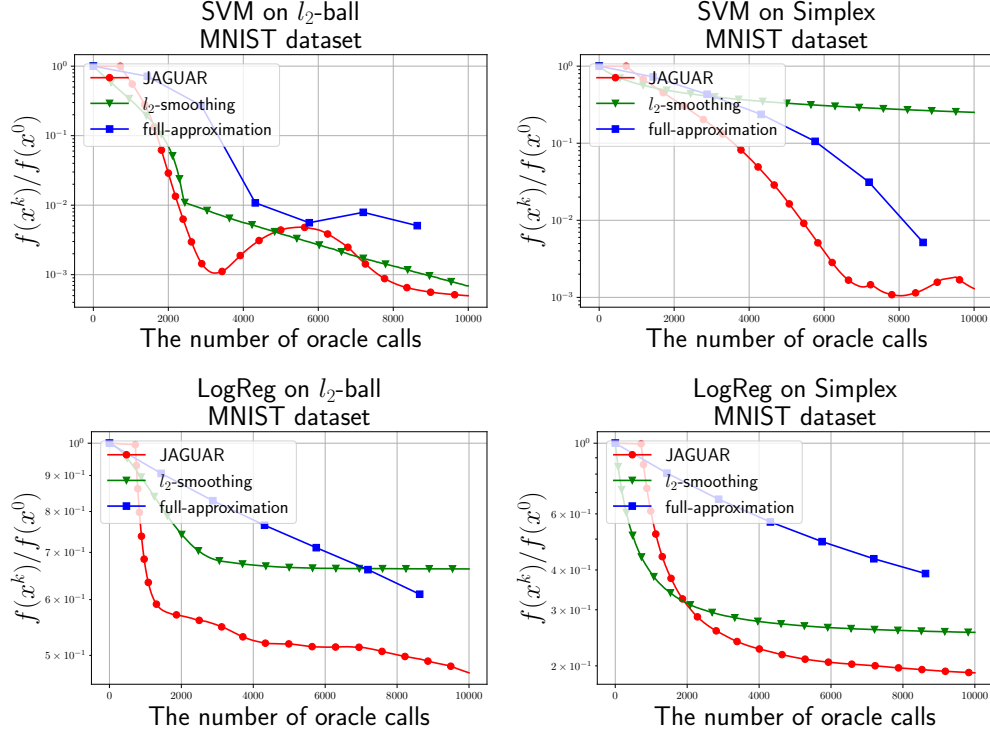 SVM on l₂-ball
MNIST dataset
f(x^k)/f(x^0)
10^0
10^{-1}
10^{-2}
10^{-3}
JAGUAR
l₂-smoothing
full-approximation
0 2000 4000 6000 8000 10000
The number of oracle calls
SVM on Simplex
MNIST dataset
f(x^k)/f(x^0)
10^0
10^{-1}
10^{-2}
10^{-3}
JAGUAR
l₂-smoothing
full-approximation
0 2000 4000 6000 8000 10000
The number of oracle calls
LogReg on l₂-ball
MNIST dataset
f(x^k)/f(x^0)
10^0
9 × 10^{-1}
8 × 10^{-1}
7 × 10^{-1}
6 × 10^{-1}
5 × 10^{-1}
JAGUAR
l₂-smoothing
full-approximation
0 2000 4000 6000 8000 10000
The number of oracle calls
LogReg on Simplex
MNIST dataset
f(x^k)/f(x^0)
10^0
6 × 10^{-1}
4 × 10^{-1}
3 × 10^{-1}
2 × 10^{-1}
JAGUAR
l₂-smoothing
full-approximation
0 2000 4000 6000 8000 10000
The number of oracle calls